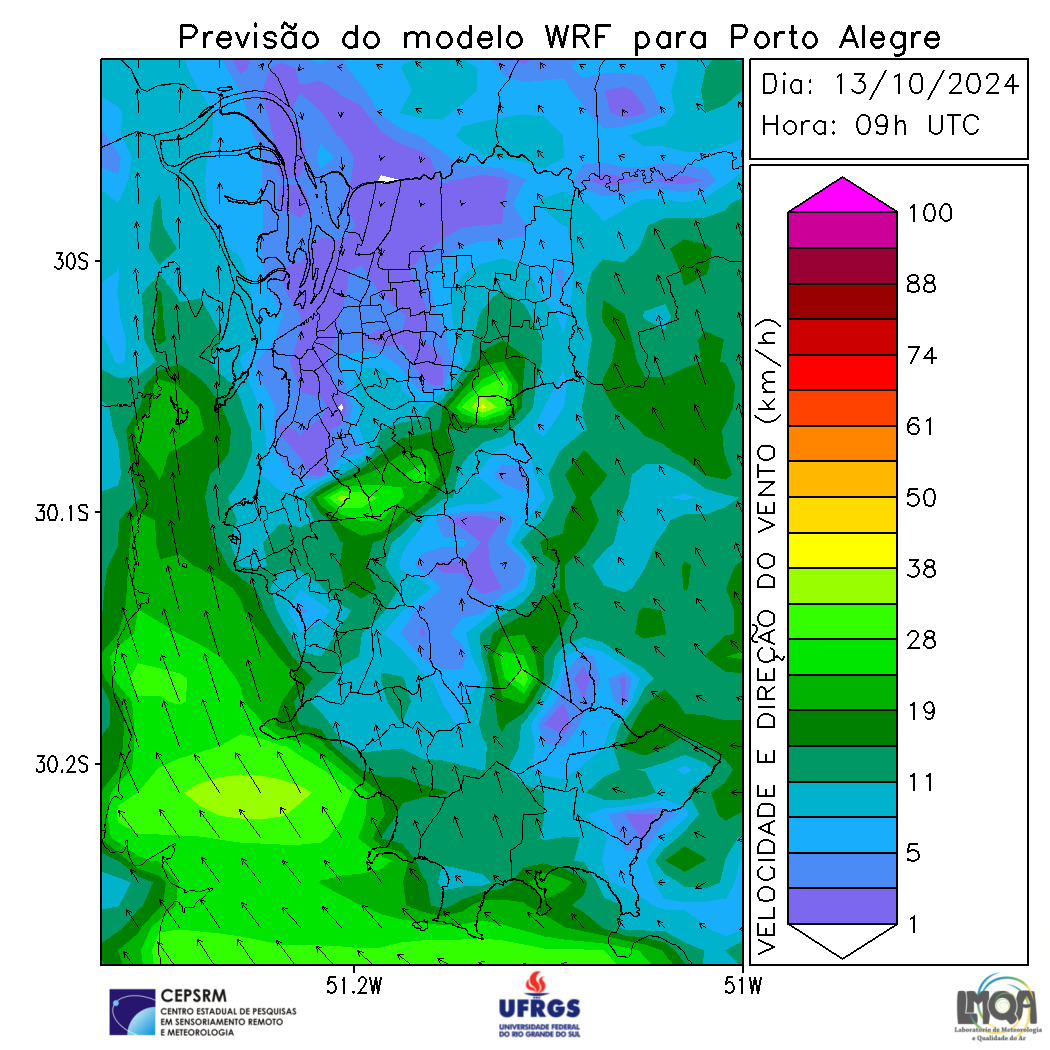 Previsão do modelo WRF para Porto Alegre
Dia: 13/10/2024
Hora: 09h UTC
30S
30.1S
30.2S
51.2W
51W
VELOCIDADE E DIREÇÃO DO VENTO (km/h)
100
88
74
61
50
38
28
19
11
5
1
CEPSRM
CENTRO ESTADUAL DE PESQUISAS
EM SENSORIAMENTO REMOTO
E METEOROLOGIA
UFRGS
UNIVERSIDADE FEDERAL
DO RIO GRANDE DO SUL
LMQA
Laboratório de Meteorologia
e Qualidade do Ar